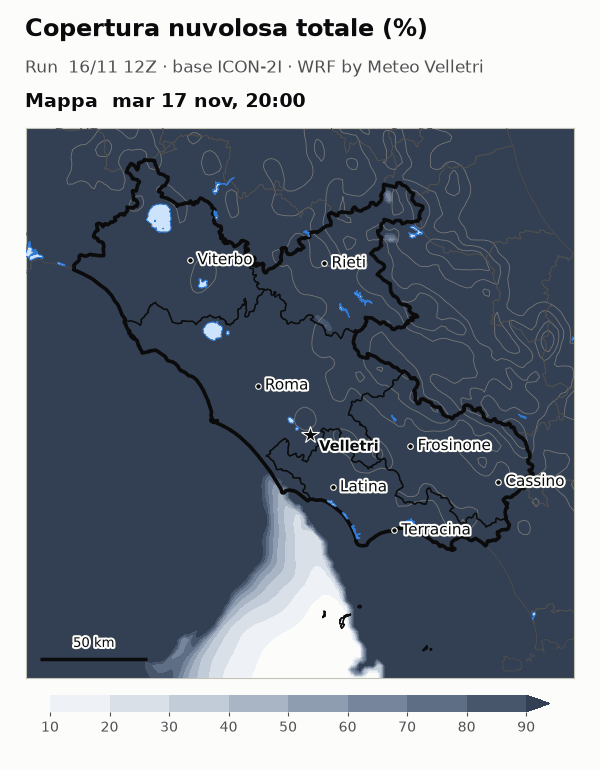 Copertura nuvolosa totale (%)
Run  16/11 12Z · base ICON-2I · WRF by Meteo Velletri
Mappa  mar 17 nov, 20:00
Viterbo
Rieti
Roma
Velletri
Frosinone
Cassino
Latina
Terracina
50 km
10 20 30 40 50 60 70 80 90